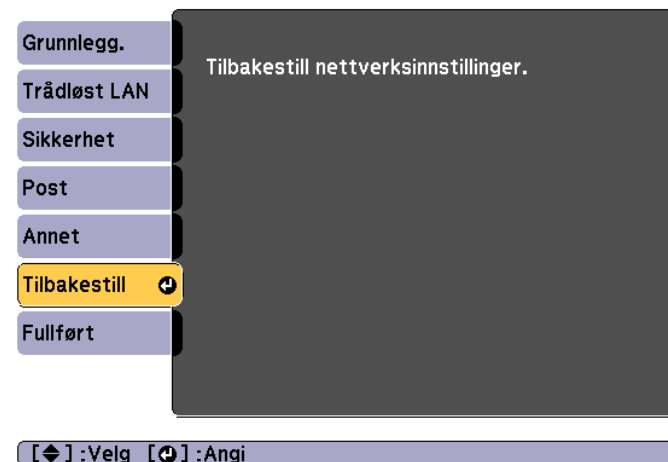 Grunnlegg.
Trådløst LAN
Sikkerhet
Post
Annet
Tilbakestill
Fullført
Tilbakestill nettverksinnstillinger.
[◆] :Velg [⏎] :Angi